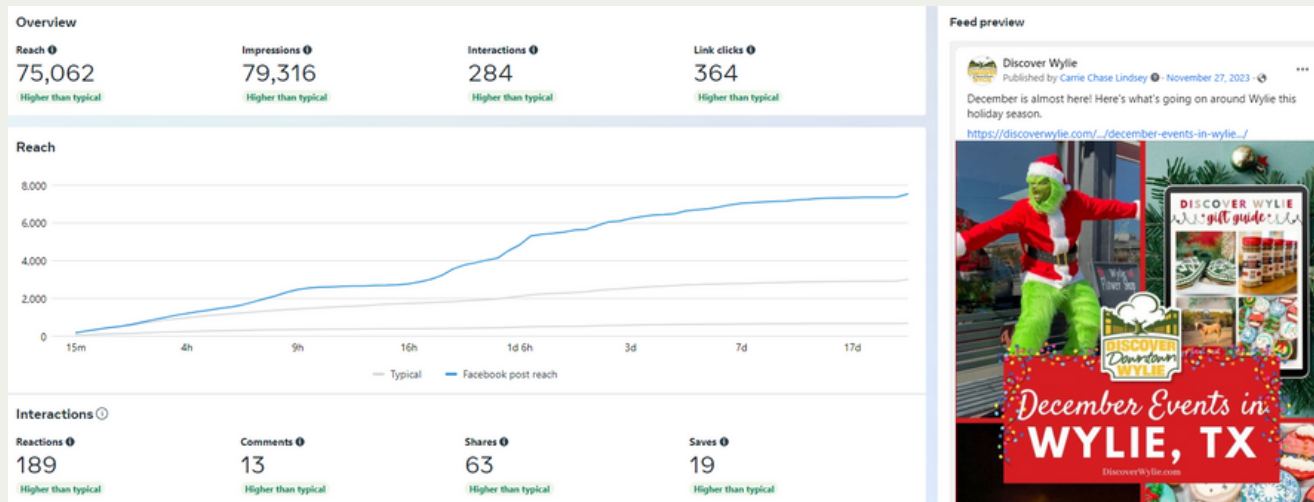 Overview
Reach
Impressions
Interactions
Link clicks
75,062
79,316
284
364
Higher than typical
Higher than typical
Higher than typical
Higher than typical
Reach
8.000
6.000
4.000
2.000
0
15m
4h
9h
16h
1d 6h
3d
7d
17d
Typical
Facebook post reach
Interactions
Reactions
Comments
Shares
Saves
189
13
63
19
Higher than typical
Higher than typical
Higher than typical
Higher than typical
Feed preview
Discover Wylie
Published by Carrie Chase Lindsey · November 27, 2023 ·
December is almost here! Here's what's going on around Wylie this
holiday season.
https://discoverwylie.com/.../december-events-in-wylie.../
DISCOVER WYLIE
gift guide
Wylie
Flower Shop
DISCOVER
Downtown
WYLIE
December Events in
WYLIE, TX
DiscoverWylie.com